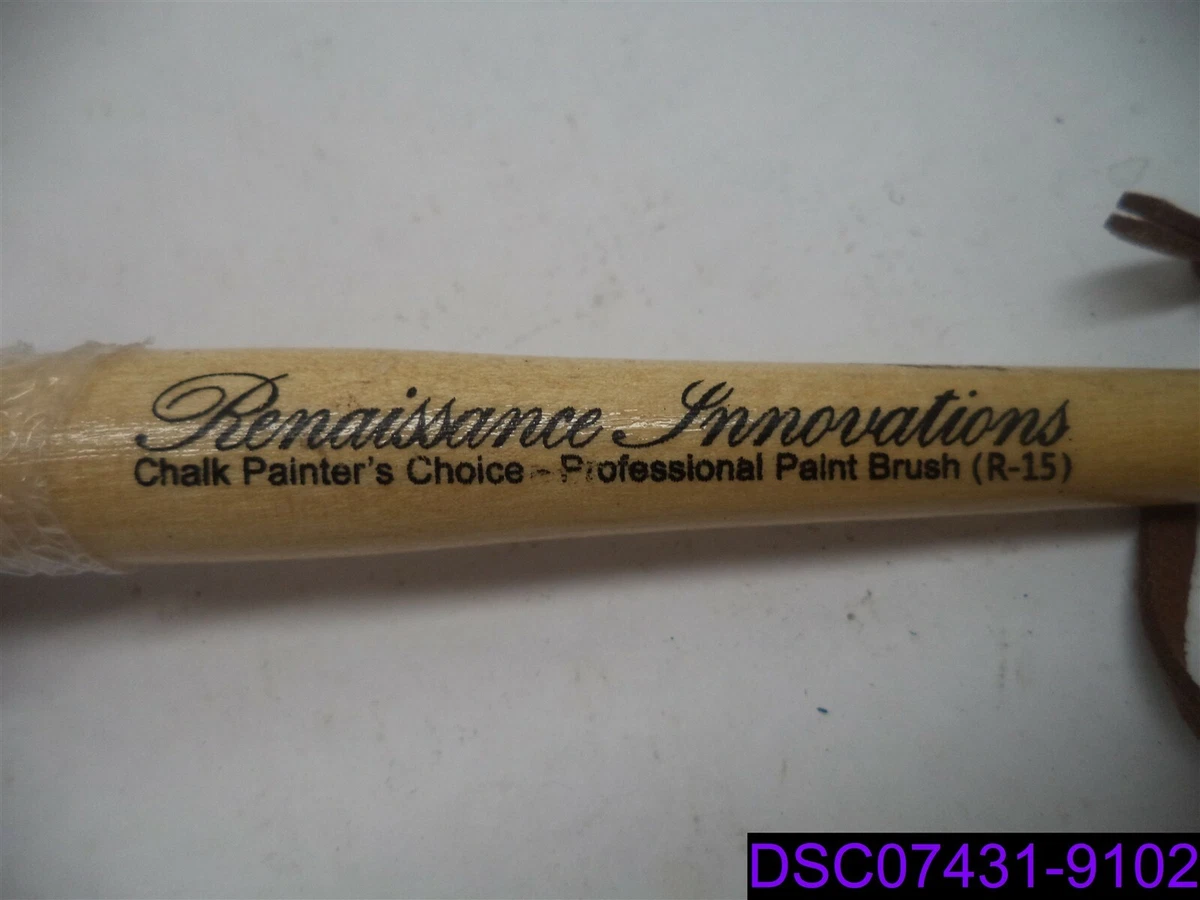 Renaissance Innovations
Chalk Painter's Choice - Professional Paint Brush (R-15)
DSC07431-9102